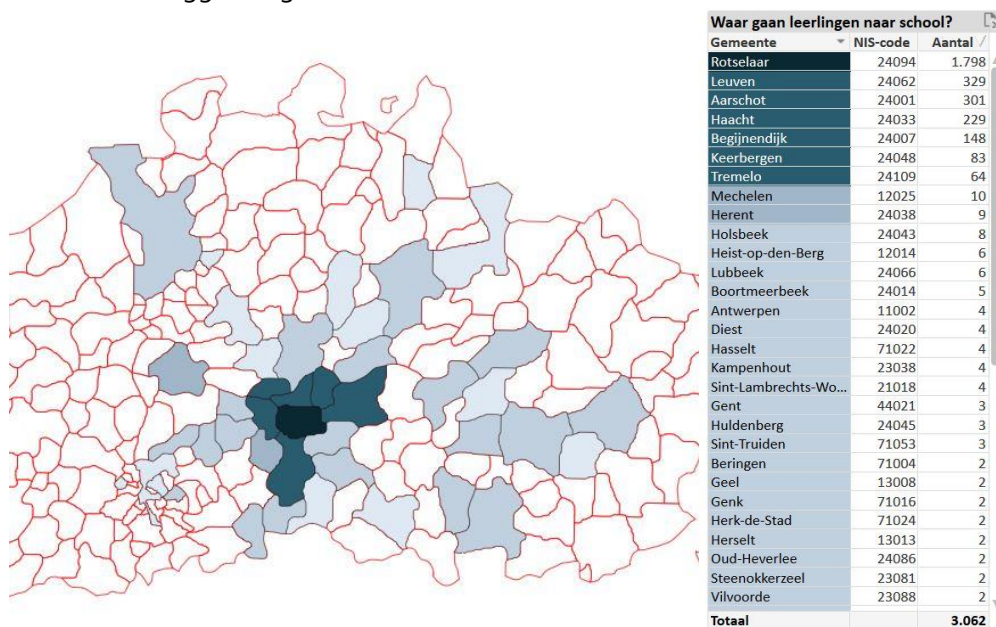 Waar gaan leerlingen naar school?
Gemeente NIS-code Aantal
Rotselaar 24094 1.798
Leuven 24062 329
Aarschot 24001 301
Haacht 24033 229
Begijnendijk 24007 148
Keerbergen 24048 83
Tremelo 24109 64
Mechelen 12025 10
Herent 24038 9
Holsbeek 24043 8
Heist-op-den-Berg 12014 6
Lubbeek 24066 6
Boortmeerbeek 24014 5
Antwerpen 11002 4
Diest 24020 4
Hasselt 71022 4
Kampenhout 23038 4
Sint-Lambrechts-Wo... 21018 4
Gent 44021 3
Huldenberg 24045 3
Sint-Truiden 71053 3
Beringen 71004 2
Geel 13008 2
Genk 71016 2
Herk-de-Stad 71024 2
Herselt 13013 2
Oud-Heverlee 24086 2
Steenokkerzeel 23081 2
Vilvoorde 23088 2
Totaal 3.062